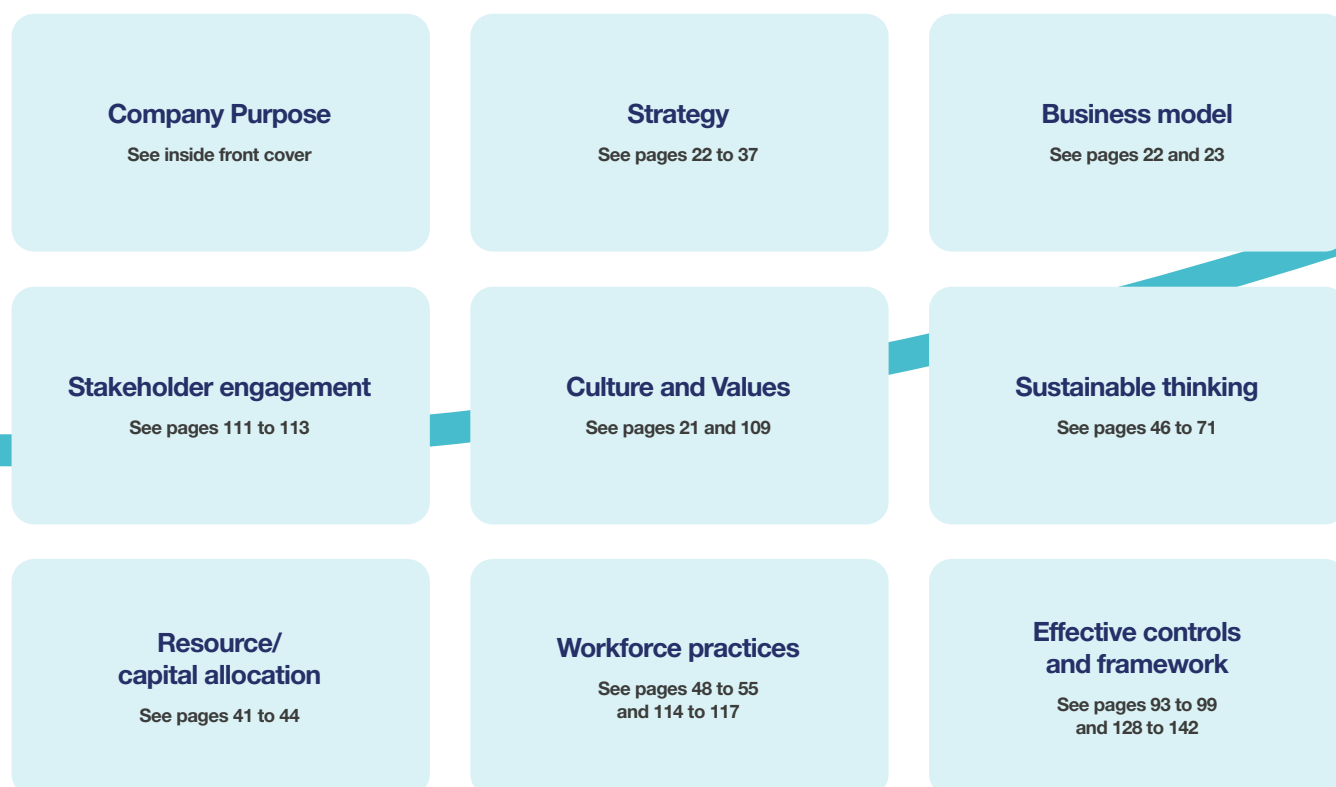 Company Purpose
See inside front cover
Strategy
See pages 22 to 37
Business model
See pages 22 and 23
Stakeholder engagement
See pages 111 to 113
Culture and Values
See pages 21 and 109
Sustainable thinking
See pages 46 to 71
Resource/
capital allocation
See pages 41 to 44
Workforce practices
See pages 48 to 55
and 114 to 117
Effective controls
and framework
See pages 93 to 99
and 128 to 142